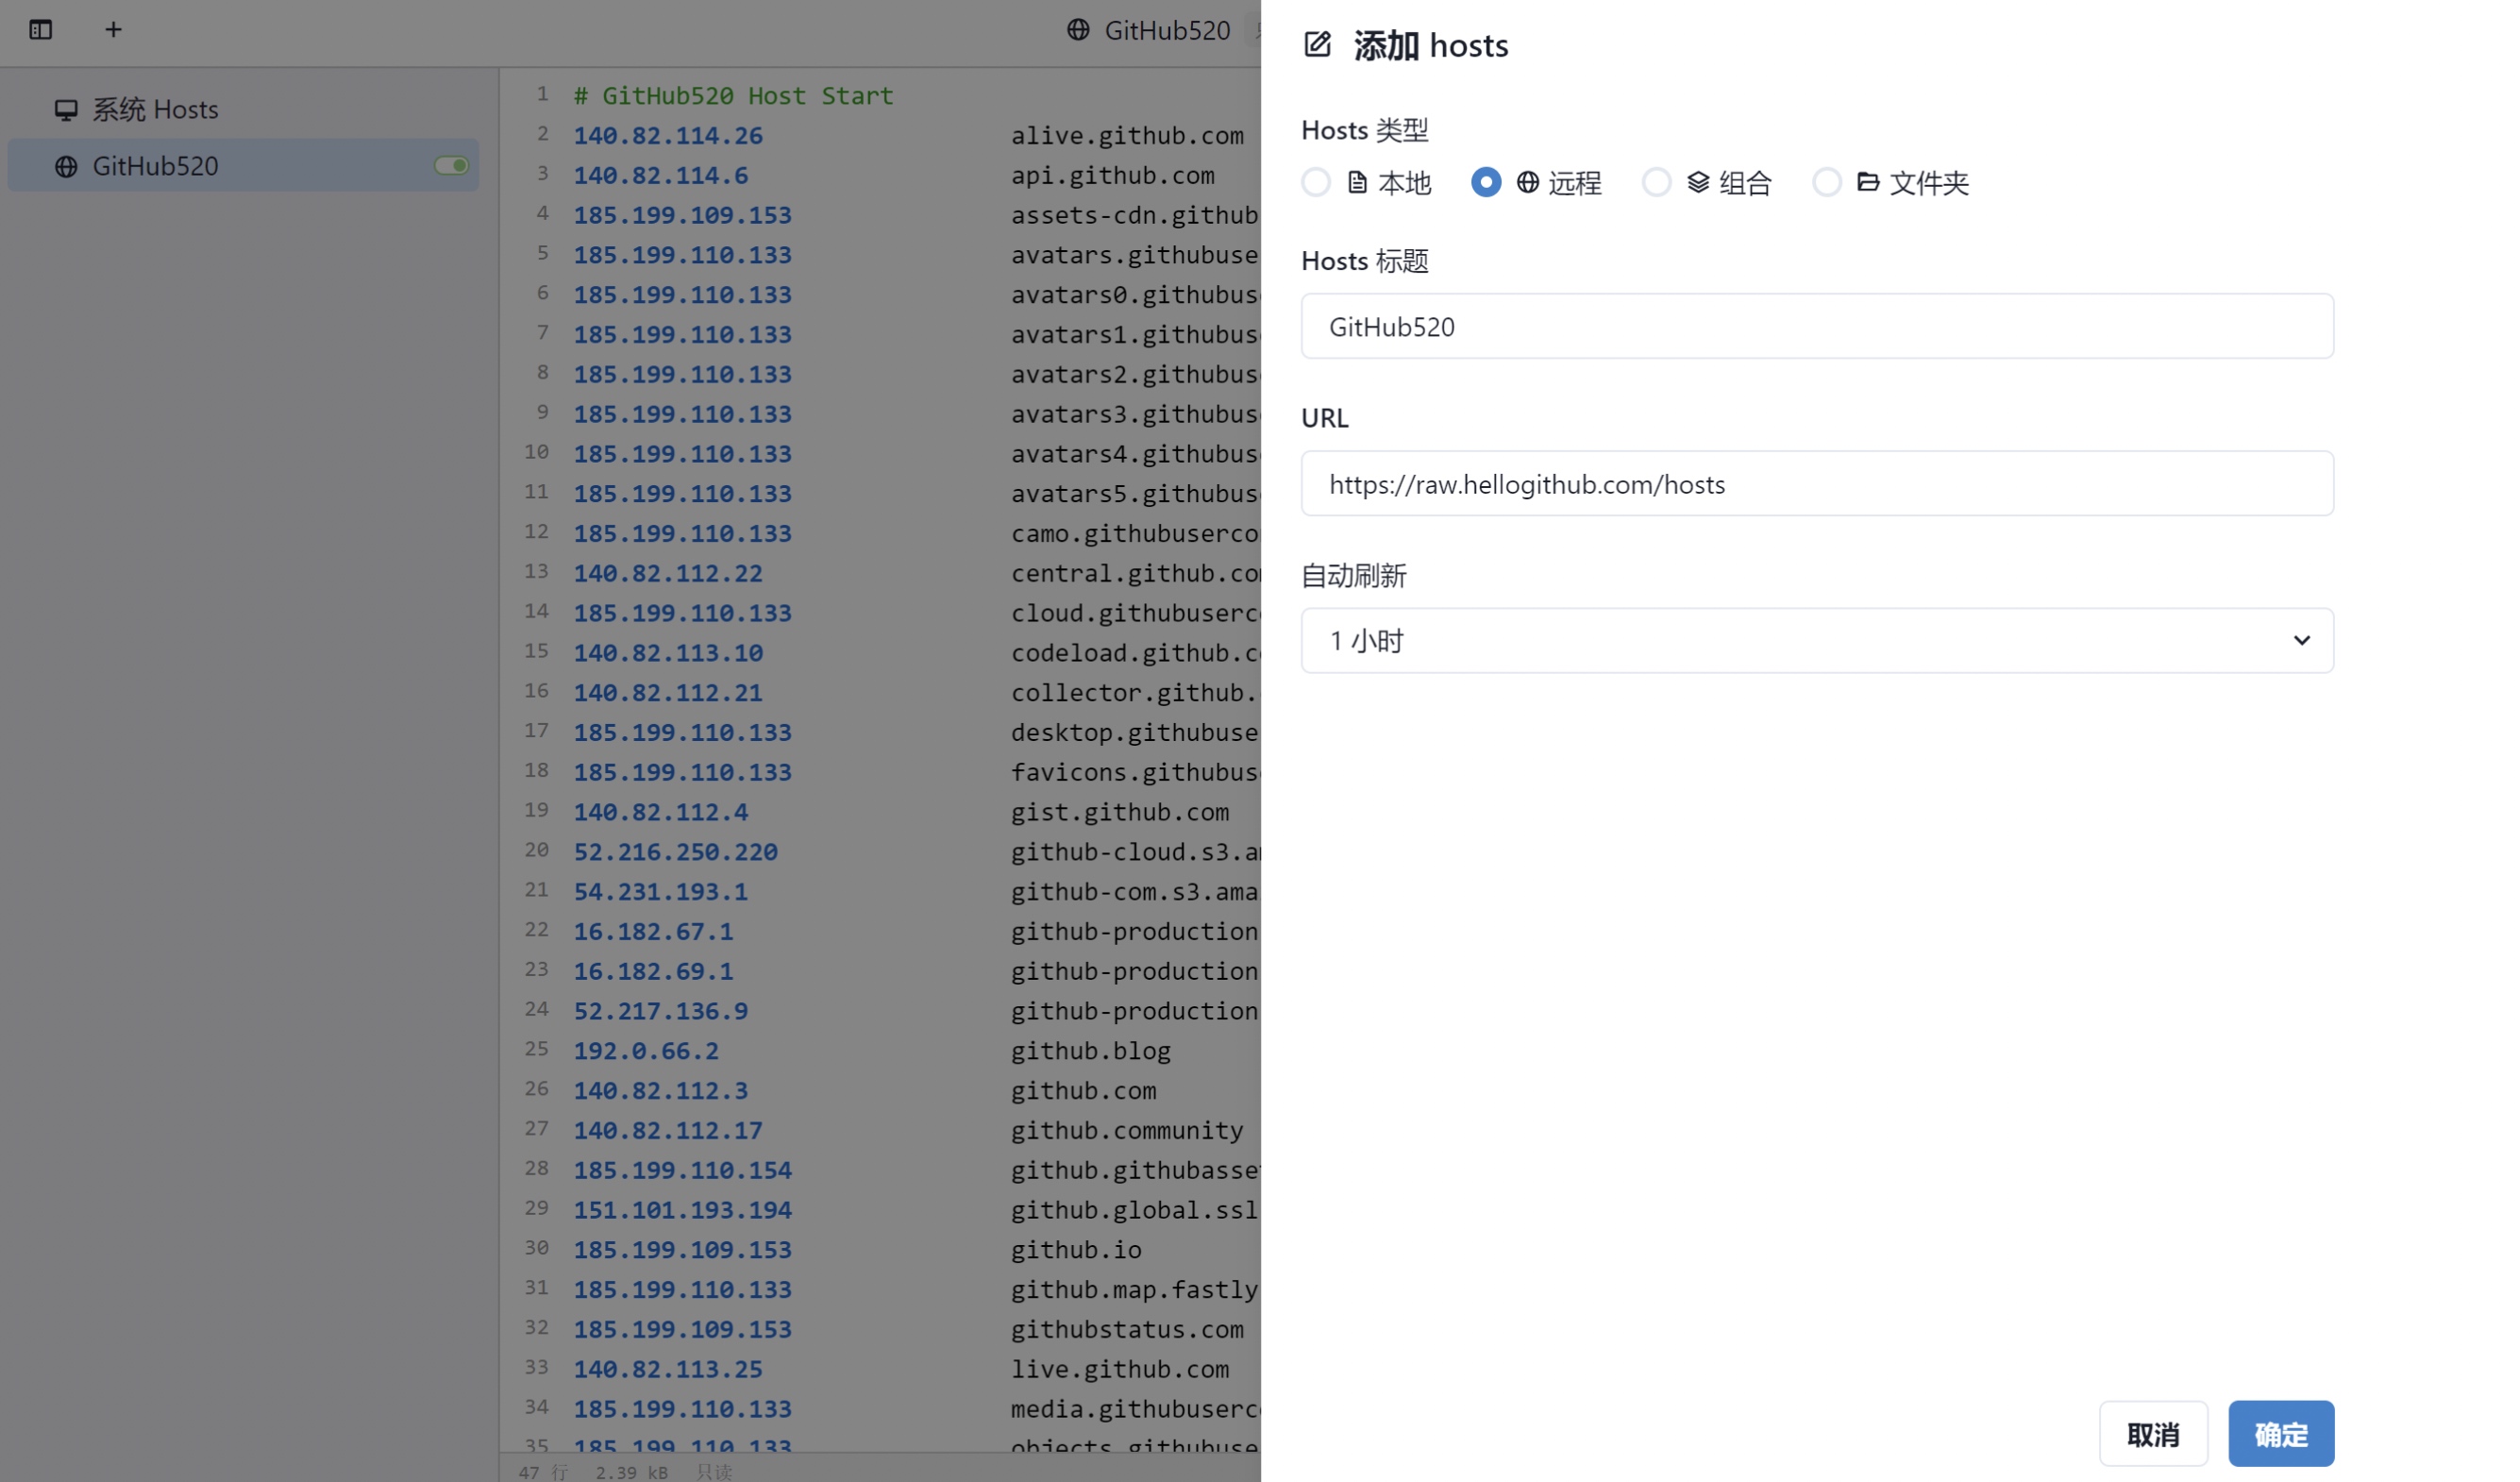 GitHub520
系统 Hosts
GitHub520
1 # GitHub520 Host Start
2 140.82.114.26 alive.github.com
3 140.82.114.6 api.github.com
4 185.199.109.153 assets-cdn.github
5 185.199.110.133 avatars.githubuse
6 185.199.110.133 avatars0.githubus
7 185.199.110.133 avatars1.githubus
8 185.199.110.133 avatars2.githubus
9 185.199.110.133 avatars3.githubus
10 185.199.110.133 avatars4.githubus
11 185.199.110.133 avatars5.githubus
12 185.199.110.133 camo.githubuserco
13 140.82.112.22 central.github.co
14 185.199.110.133 cloud.githubuserc
15 140.82.113.10 codeload.github.c
16 140.82.112.21 collector.github.
17 185.199.110.133 desktop.githubuse
18 185.199.110.133 favicons.githubus
19 140.82.112.4 gist.github.com
20 52.216.250.220 github-cloud.s3.a
21 54.231.193.1 github-com.s3.ama
22 16.182.67.1 github-production
23 16.182.69.1 github-production
24 52.217.136.9 github-production
25 192.0.66.2 github.blog
26 140.82.112.3 github.com
27 140.82.112.17 github.community
28 185.199.110.154 github.githubasse
29 151.101.193.194 github.global.ssl
30 185.199.109.153 github.io
31 185.199.110.133 github.map.fastly
32 185.199.109.153 githubstatus.com
33 140.82.113.25 live.github.com
34 185.199.110.133 media.githubuserc
35 185.199.110.133 objects.githubuse
47 行 2.39 kB 只读
添加 hosts
Hosts 类型
本地 远程 组合 文件夹
Hosts 标题
GitHub520
URL
https://raw.hellogithub.com/hosts
自动刷新
1 小时
取消 确定